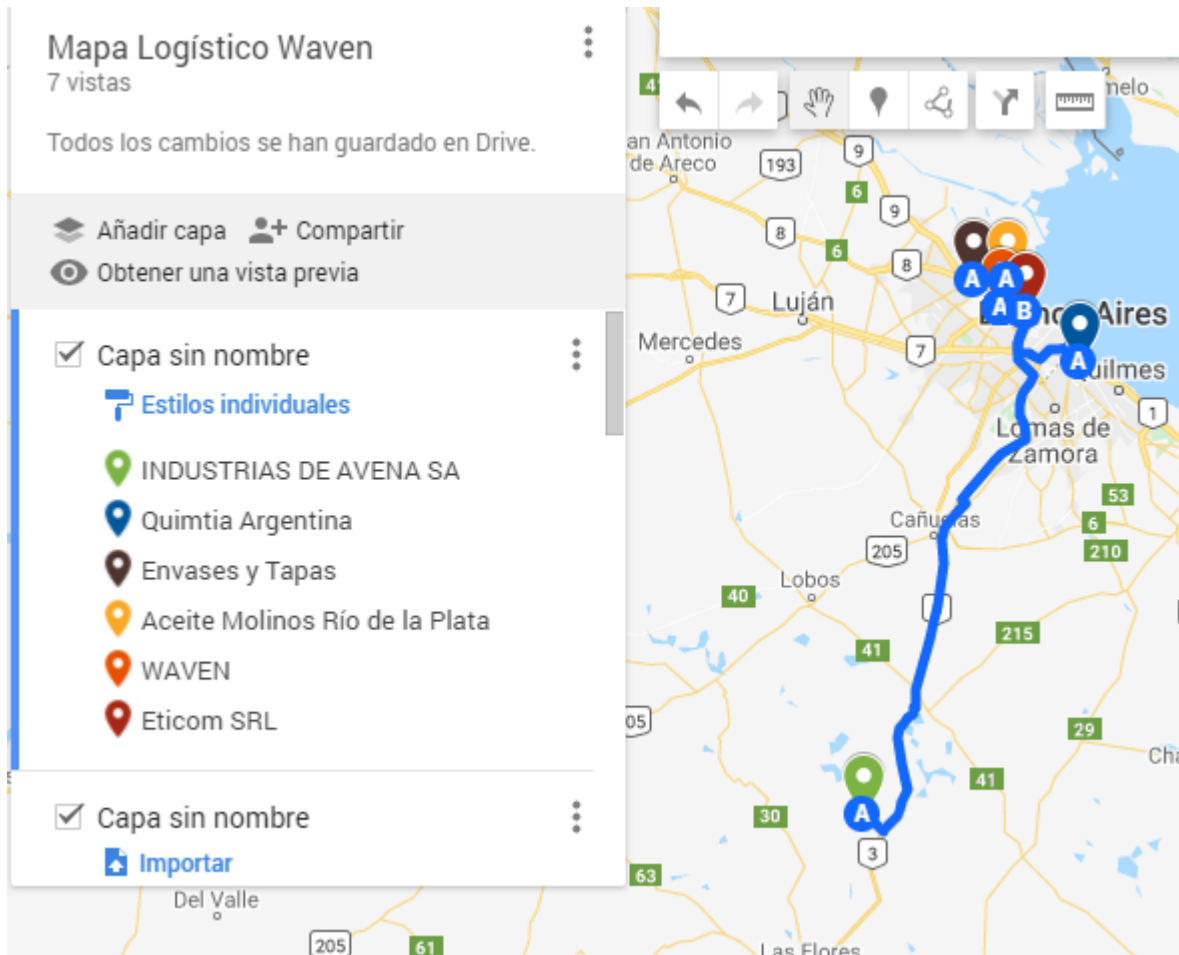 Mapa Logístico Waven
7 vistas
Todos los cambios se han guardado en Drive.
Añadir capa
Compartir
Obtener una vista previa
Capa sin nombre
Estilos individuales
INDUSTRIAS DE AVENA SA
Quimtia Argentina
Envases y Tapas
Aceite Molinos Río de la Plata
WAVEN
Eticom SRL
Capa sin nombre
Importar
an Antonio
de Areco
193
9
6
9
8
6
8
7
Luján
Mercedes
7
A
A
A
B
Aires
A
uilmes
1
Lomas de
Zamora
53
6
210
Cañuelas
205
Lobos
40
215
41
05
29
Cha
41
A
30
3
63
Del Valle
205
61
Las Flores
melo